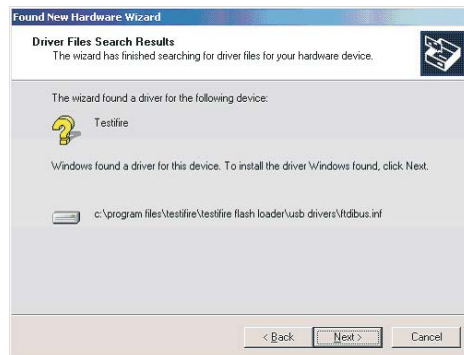 Found New Hardware Wizard
Driver Files Search Results
The wizard has finished searching for driver files for your hardware device.
The wizard found a driver for the following device:
Testifire
Windows found a driver for this device. To install the driver Windows found, click Next.
c:\program files\testifire\testifire flash loader\usb drivers\ftdibus.inf
< Back Next > Cancel